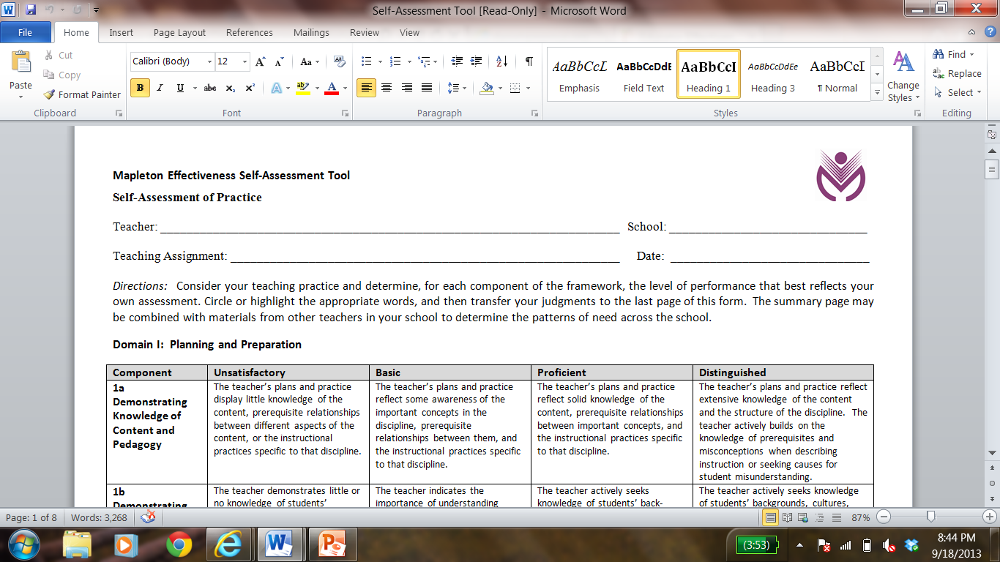 Self-Assessment Tool [Read-Only] - Microsoft Word
File Home Insert Page Layout References Mailings Review View
Paste
Cut
Copy
Format Painter
Clipboard
Calibri (Body) 12
Font
Paragraph
AaBbCcL AaBbCcDdE AaBbCcI AaBbCcDdEe AaBbCcI
Emphasis Field Text Heading 1 Heading 3 ¶ Normal
Change
Styles
Styles
Find
Replace
Select
Editing
Mapleton Effectiveness Self-Assessment Tool
Self-Assessment of Practice
Teacher: ______ School: ______
Teaching Assignment: ______ Date: ______
Directions: Consider your teaching practice and determine, for each component of the framework, the level of performance that best reflects your
own assessment. Circle or highlight the appropriate words, and then transfer your judgments to the last page of this form. The summary page may
be combined with materials from other teachers in your school to determine the patterns of need across the school.
Domain I: Planning and Preparation
Component Unsatisfactory Basic Proficient Distinguished
1a
Demonstrating
Knowledge of
Content and
Pedagogy
The teacher's plans and practice
display little knowledge of the
content, prerequisite relationships
between different aspects of the
content, or the instructional
practices specific to that discipline.
The teacher's plans and practice
reflect some awareness of the
important concepts in the
discipline, prerequisite
relationships between them, and
the instructional practices specific
to that discipline.
The teacher's plans and practice
reflect solid knowledge of the
content, prerequisite relationships
between important concepts, and
the instructional practices specific
to that discipline.
The teacher's plans and practice reflect
extensive knowledge of the content
and the structure of the discipline. The
teacher actively builds on the
knowledge of prerequisites and
misconceptions when describing
instruction or seeking causes for
student misunderstanding.
1b
Demonstrating
The teacher demonstrates little or
no knowledge of students'
The teacher indicates the
importance of understanding
The teacher actively seeks
knowledge of students' back-
The teacher actively seeks knowledge
of students' backgrounds, cultures,
Page: 1 of 8 Words: 3,268 87%
(3:53)
8:44 PM
9/18/2013